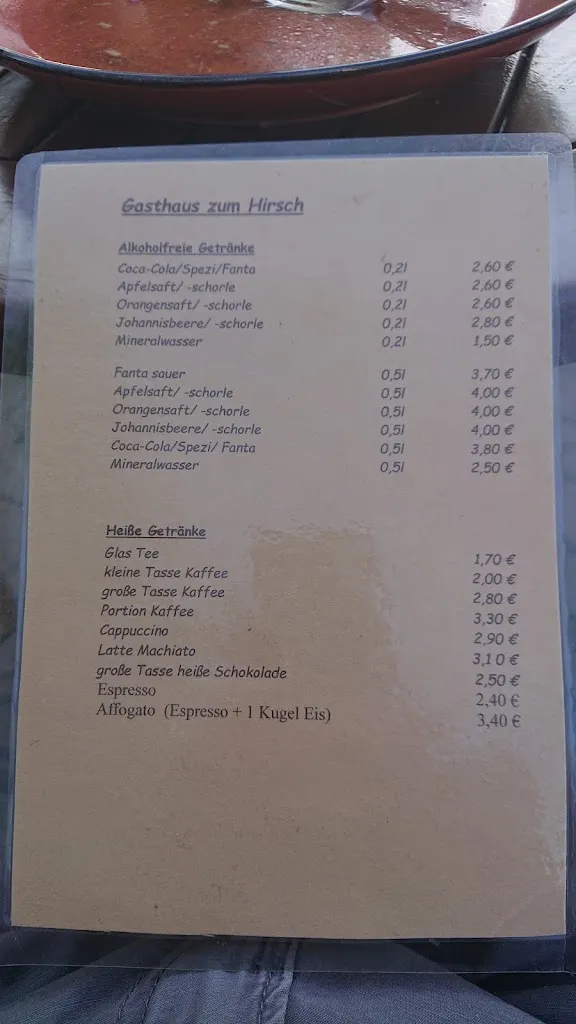 Gasthaus zum Hirsch
Alkoholfreie Getränke
Coca-Cola/Spezi/Fanta 0,2l 2,60 €
Apfelsaft/ -schorle 0,2l 2,60 €
Orangensaft/ -schorle 0,2l 2,60 €
Johannisbeere/ -schorle 0,2l 2,80 €
Mineralwasser 0,2l 1,50 €
Fanta sauer 0,5l 3,70 €
Apfelsaft/ -schorle 0,5l 4,00 €
Orangensaft/ -schorle 0,5l 4,00 €
Johannisbeere/ -schorle 0,5l 4,00 €
Coca-Cola/Spezi/ Fanta 0,5l 3,80 €
Mineralwasser 0,5l 2,50 €
Heiße Getränke
Glas Tee 1,70 €
kleine Tasse Kaffee 2,00 €
große Tasse Kaffee 2,80 €
Portion Kaffee 3,30 €
Cappuccino 2,90 €
Latte Machiato 3,10 €
große Tasse heiße Schokolade 2,50 €
Espresso 2,40 €
Affogato (Espresso + 1 Kugel Eis) 3,40 €